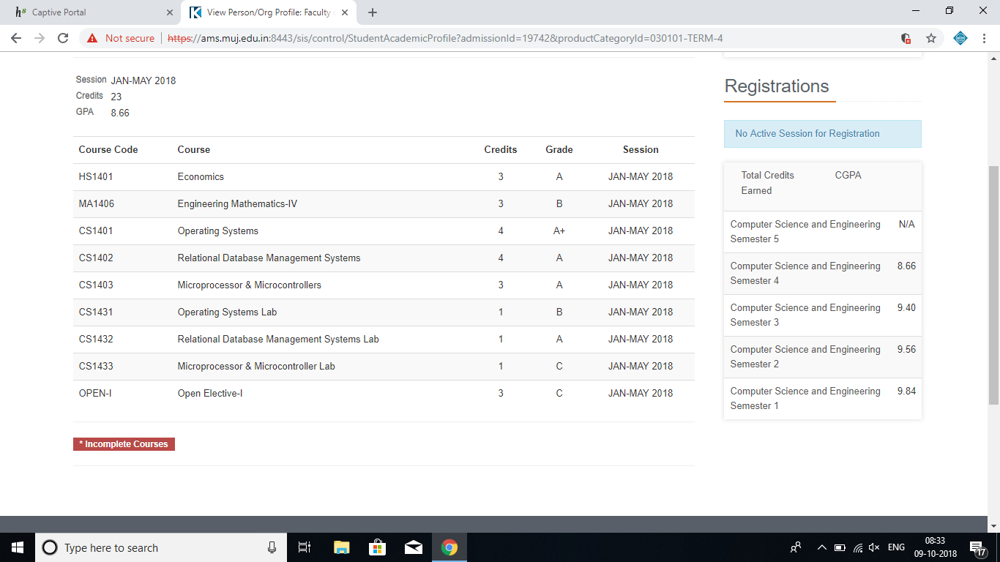 h⁸ Captive Portal
View Person/Org Profile: Faculty
Not secure https://ams.muj.edu.in:8443/sis/control/StudentAcademicProfile?admissionId=19742&productCategoryId=030101-TERM-4
Session JAN-MAY 2018
Credits 23
GPA 8.66
Course Code Course Credits Grade Session
HS1401 Economics 3 A JAN-MAY 2018
MA1406 Engineering Mathematics-IV 3 B JAN-MAY 2018
CS1401 Operating Systems 4 A+ JAN-MAY 2018
CS1402 Relational Database Management Systems 4 A JAN-MAY 2018
CS1403 Microprocessor & Microcontrollers 3 A JAN-MAY 2018
CS1431 Operating Systems Lab 1 B JAN-MAY 2018
CS1432 Relational Database Management Systems Lab 1 A JAN-MAY 2018
CS1433 Microprocessor & Microcontroller Lab 1 C JAN-MAY 2018
OPEN-I Open Elective-I 3 C JAN-MAY 2018
* Incomplete Courses
Registrations
No Active Session for Registration
Total Credits CGPA
Earned
Computer Science and Engineering N/A
Semester 5
Computer Science and Engineering 8.66
Semester 4
Computer Science and Engineering 9.40
Semester 3
Computer Science and Engineering 9.56
Semester 2
Computer Science and Engineering 9.84
Semester 1
Type here to search
ENG
08:33
09-10-2018
17